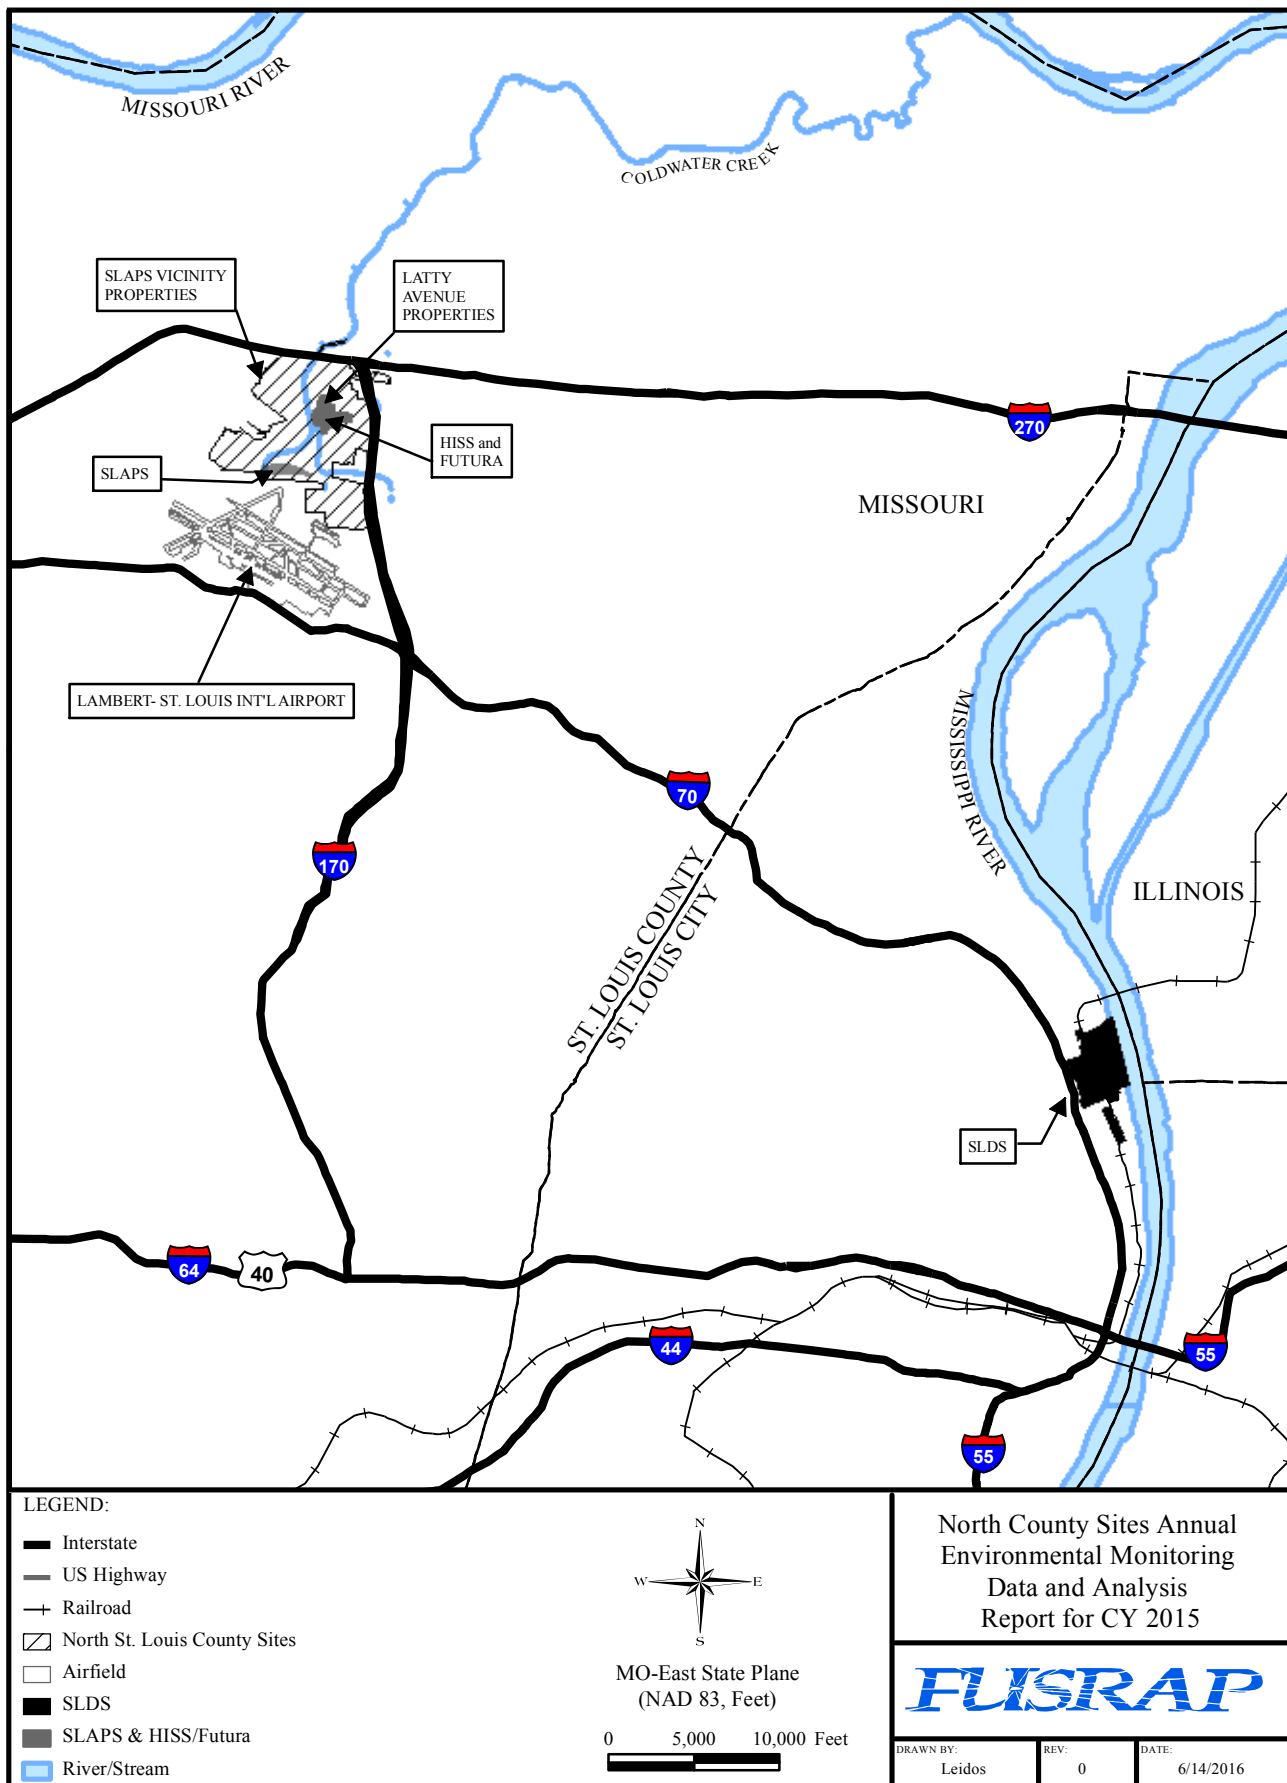 MISSOURI RIVER
COLDWATER CREEK
SLAPS VICINITY
PROPERTIES
LATTY
AVENUE
PROPERTIES
270
HISS and
FUTURA
SLAPS
MISSOURI
LAMBERT- ST. LOUIS INT'L AIRPORT
MISSISSIPPI RIVER
70
170
ILLINOIS
ST. LOUIS COUNTY
ST. LOUIS CITY
SLDS
64
40
44
55
55
LEGEND:
Interstate
US Highway
Railroad
North St. Louis County Sites
Airfield
SLDS
SLAPS & HISS/Futura
River/Stream
N
W
E
S
MO-East State Plane
(NAD 83, Feet)
0 5,000 10,000 Feet
North County Sites Annual
Environmental Monitoring
Data and Analysis
Report for CY 2015
FUSRAP
DRAWN BY:
Leidos
REV:
0
DATE:
6/14/2016